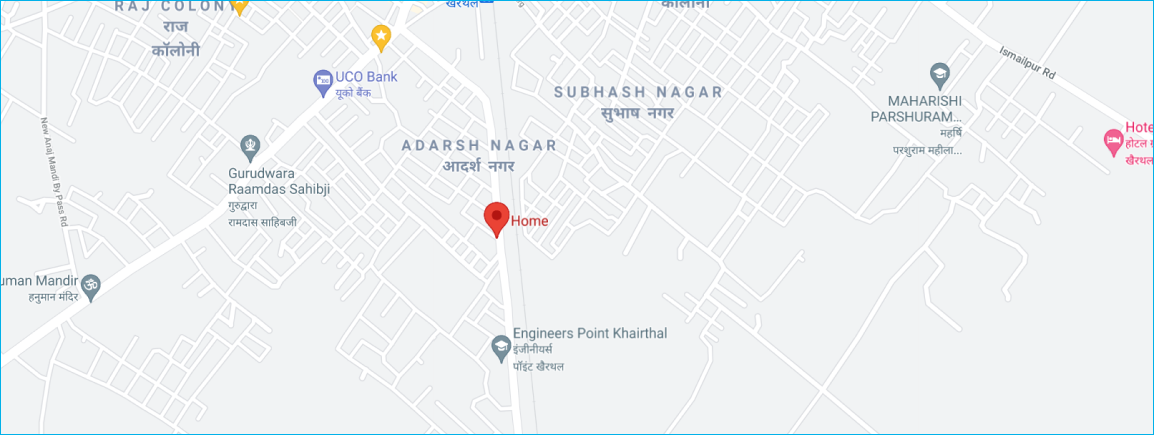 RAJ COLONY
राज
कॉलोनी
खैरथल
कॉलोनी
Ismailpur Rd
UCO Bank
यूको बैंक
SUBHASH NAGAR
सुभाष नगर
MAHARISHI
PARSHURAM...
महर्षि
परशुराम महीला...
Hote
होटल
खैरथल
New Anaj Mandi By Pass Rd
ADARSH NAGAR
आदर्श नगर
Gurudwara
Raamdas Sahibji
गुरुद्वारा
रामदास साहिबजी
Home
uman Mandir
हनुमान मंदिर
Engineers Point Khairthal
इंजीनीयर्स
पॉइंट खैरथल